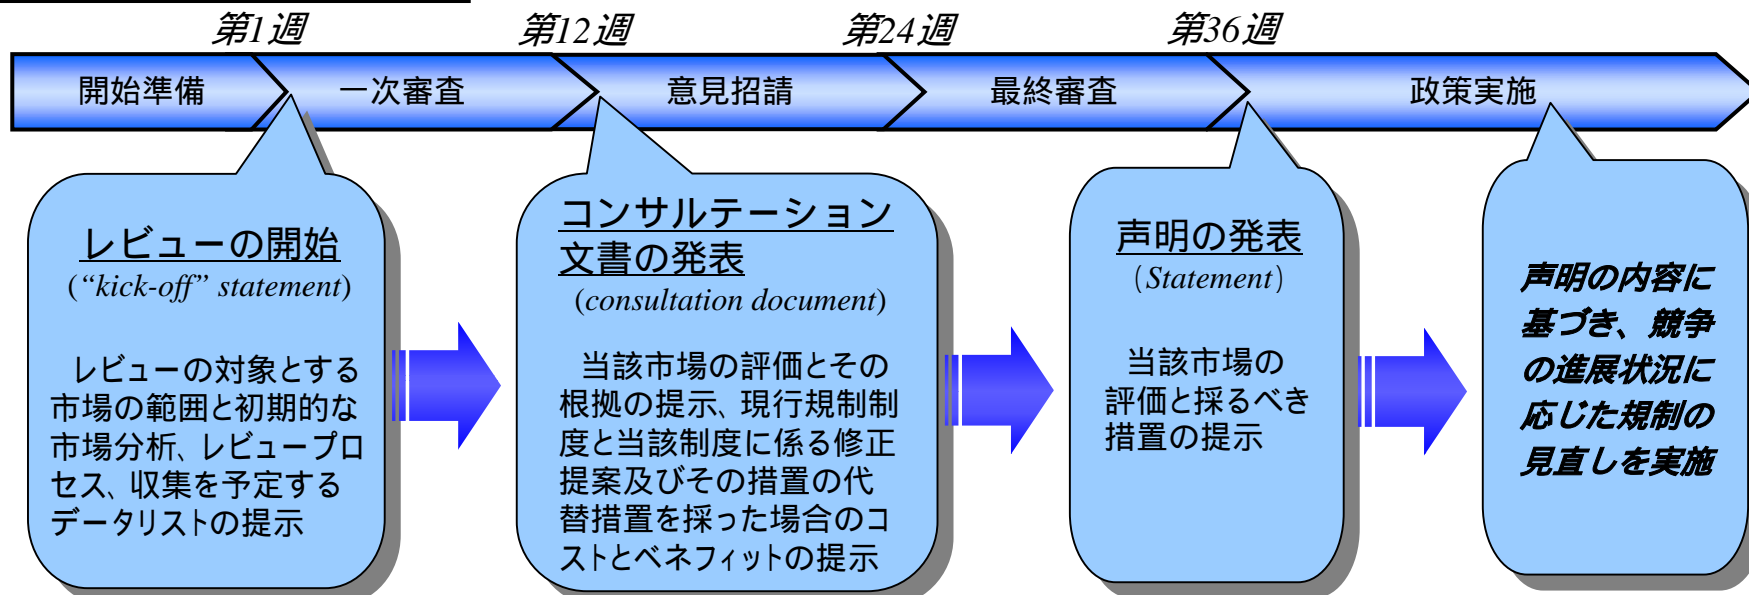 第1週
第12週
第24週
第36週
開始準備
一次審査
意見招請
最終審査
政策実施
レビューの開始
(“kick-off” statement)
レビューの対象とする
市場の範囲と初期的な
市場分析、レビュープロ
セス、収集を予定する
データリストの提示
コンサルテーション
文書の発表
(consultation document)
当該市場の評価とその
根拠の提示、現行規制制
度と当該制度に係る修正
提案及びその措置の代
替措置を採った場合のコ
ストとベネフィットの提示
声明の発表
（Statement）
当該市場の
評価と採るべき
措置の提示
声明の内容に
基づき、競争
の進展状況に
応じた規制の
見直しを実施